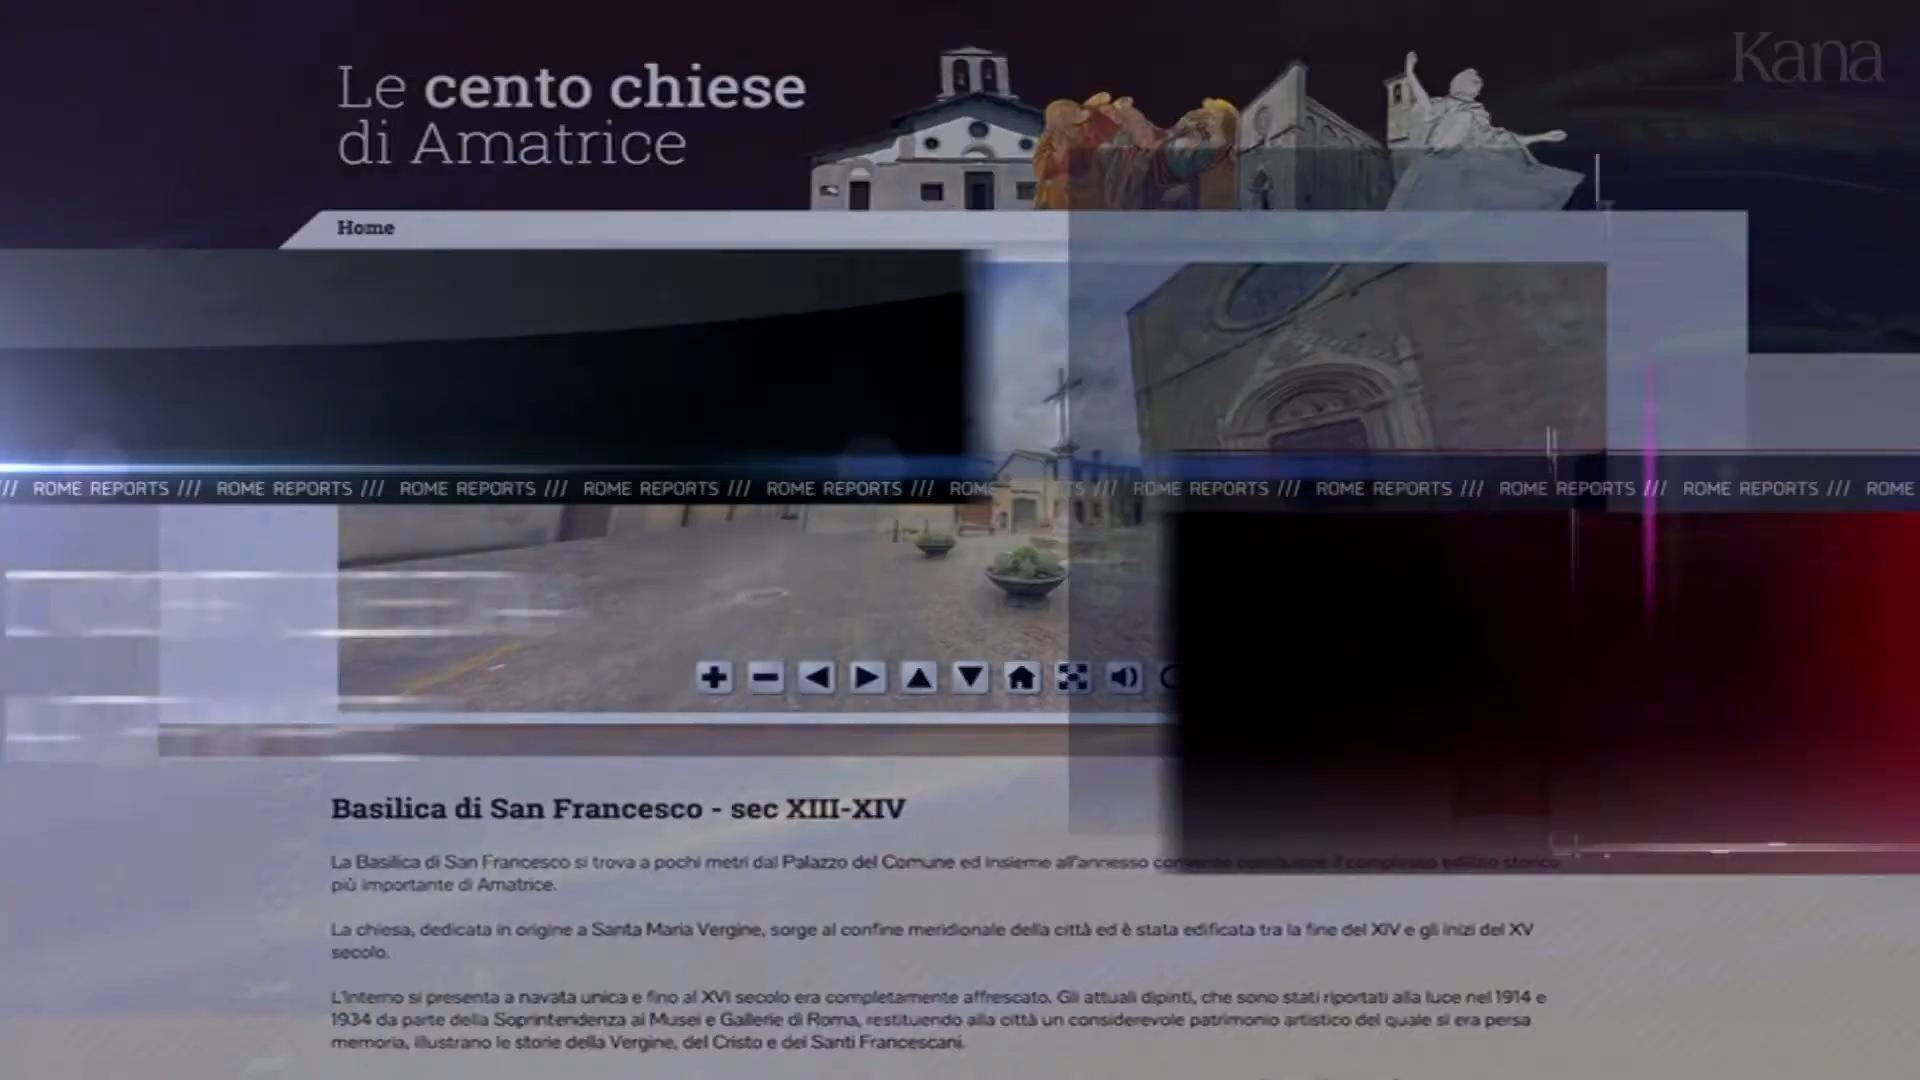 Kana
Le cento chiese
di Amatrice
Home
/// ROME REPORTS /// ROME REPORTS /// ROME REPORTS /// ROME REPORTS /// ROME REPORTS /// ROME REPORTS /// ROME REPORTS /// ROME REPORTS /// ROME REPORTS /// ROME REPORTS /// ROME
Basilica di San Francesco - sec XIII-XIV
La Basilica di San Francesco si trova a pochi metri dal Palazzo del Comune ed insieme all'annesso convento costituisce il complesso edilizio storico
più importante di Amatrice.
La chiesa, dedicata in origine a Santa Maria Vergine, sorge al confine meridionale della città ed è stata edificata tra la fine del XIV e gli inizi del XV
secolo.
L'interno si presenta a navata unica e fino al XVI secolo era completamente affrescato. Gli attuali dipinti, che sono stati riportati alla luce nel 1914 e
1934 da parte della Soprintendenza ai Musei e Gallerie di Roma, restituendo alla città un considerevole patrimonio artistico del quale si era persa
memoria, illustrano le storie della Vergine, del Cristo e dei Santi Francescani.